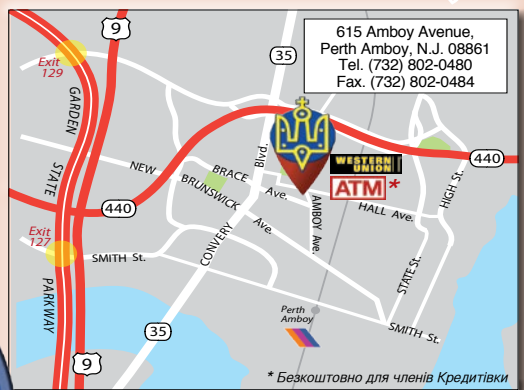 615 Amboy Avenue,
Perth Amboy, N.J. 08861
Tel. (732) 802-0480
Fax. (732) 802-0484
9
35
Exit
129
GARDEN
STATE
PARKWAY
WESTERN
UNION
ATM *
440
NEW
BRUNSWICK
Ave.
BRACE
Ave.
Blvd.
CONVERY
AMBOY Ave.
HALL Ave.
HIGH St.
STATE St.
440
Exit
127
SMITH St.
Perth
Amboy
SMITH St.
35
9
* Безкоштовно для членів Кредитівки